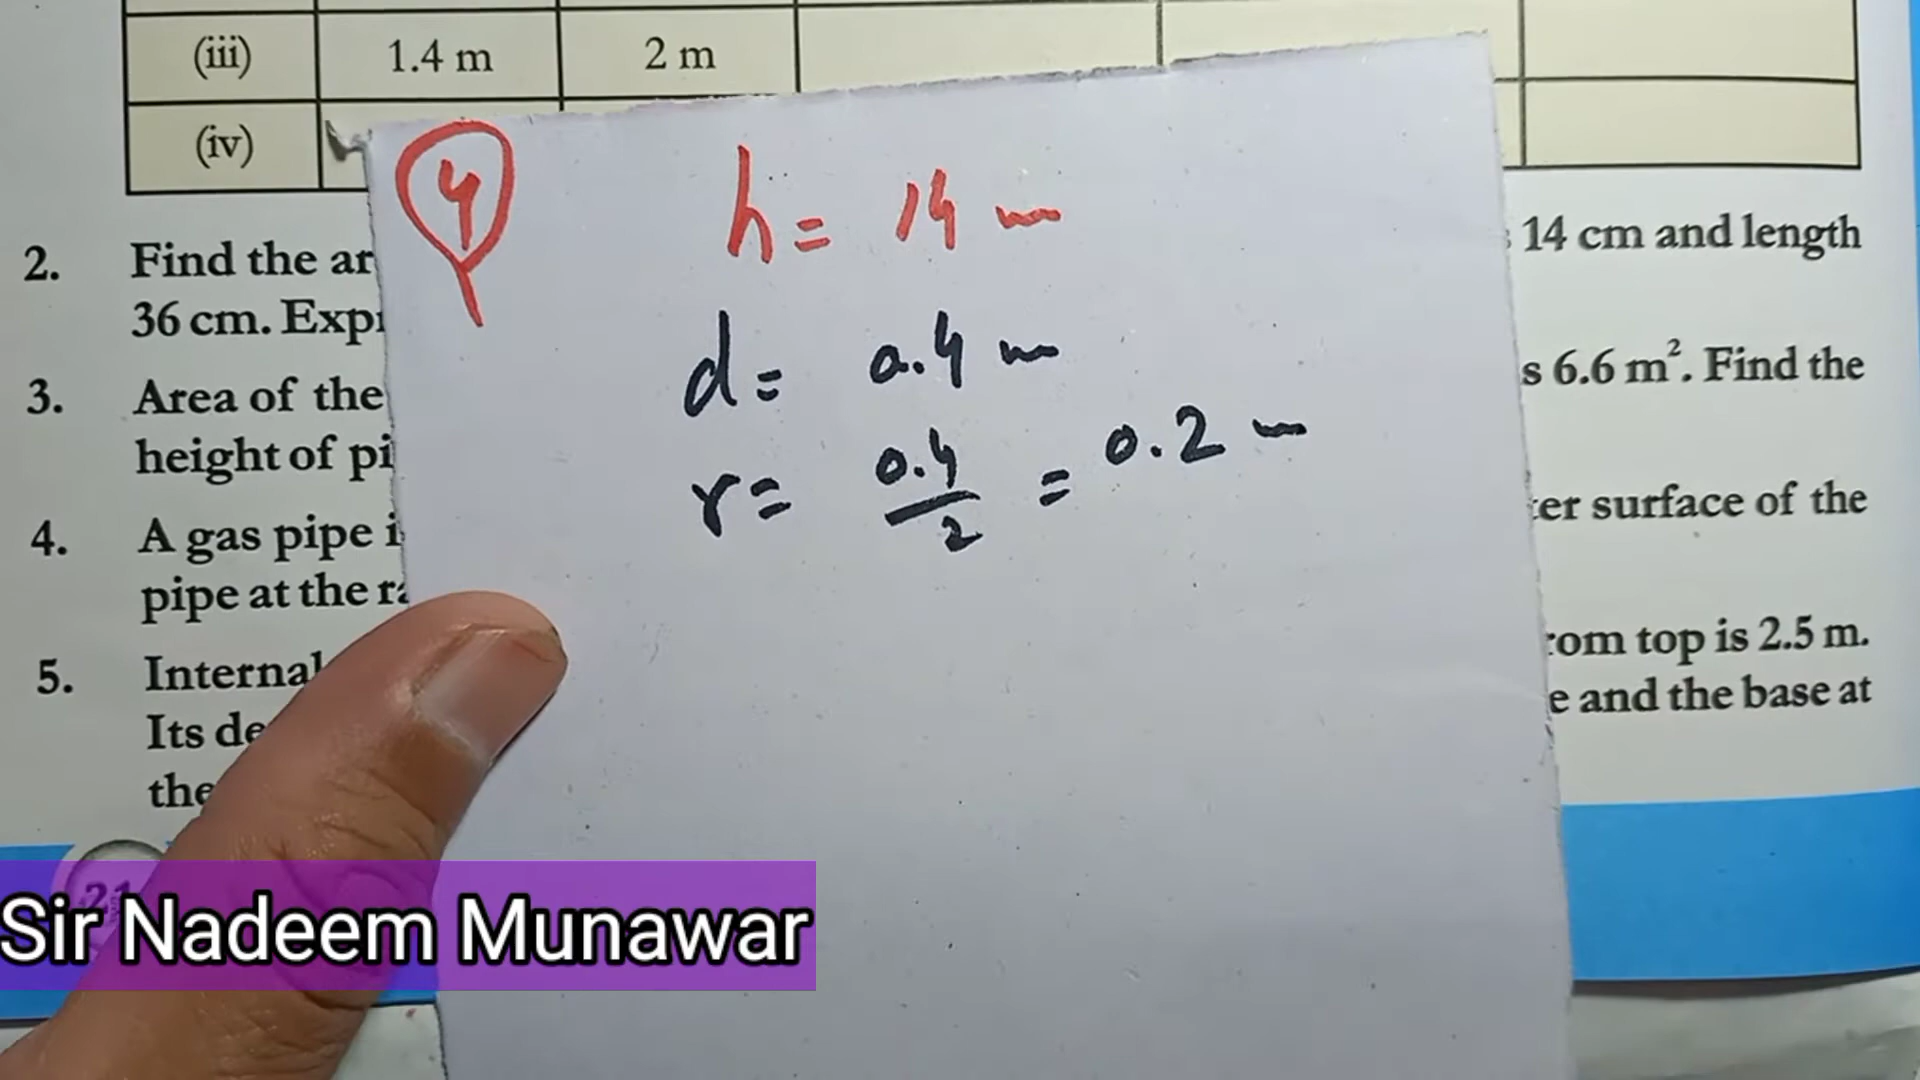 (iii) 1.4 m 2 m
(iv)
4 h = 14 m
d = 0.4 m
r = 0.4/2 = 0.2 m
2. Find the ar 14 cm and length
36 cm. Exp
3. Area of the s 6.6 m². Find the
height of pi
4. A gas pipe i er surface of the
pipe at the ra
5. Internal rom top is 2.5 m.
Its de e and the base at
the
21
Sir Nadeem Munawar